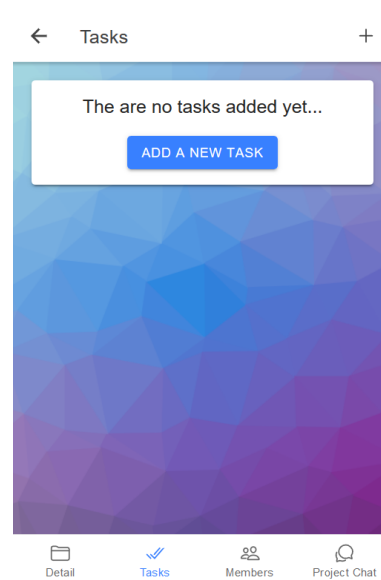 Tasks
The are no tasks added yet...
ADD A NEW TASK
Detail
Tasks
Members
Project Chat